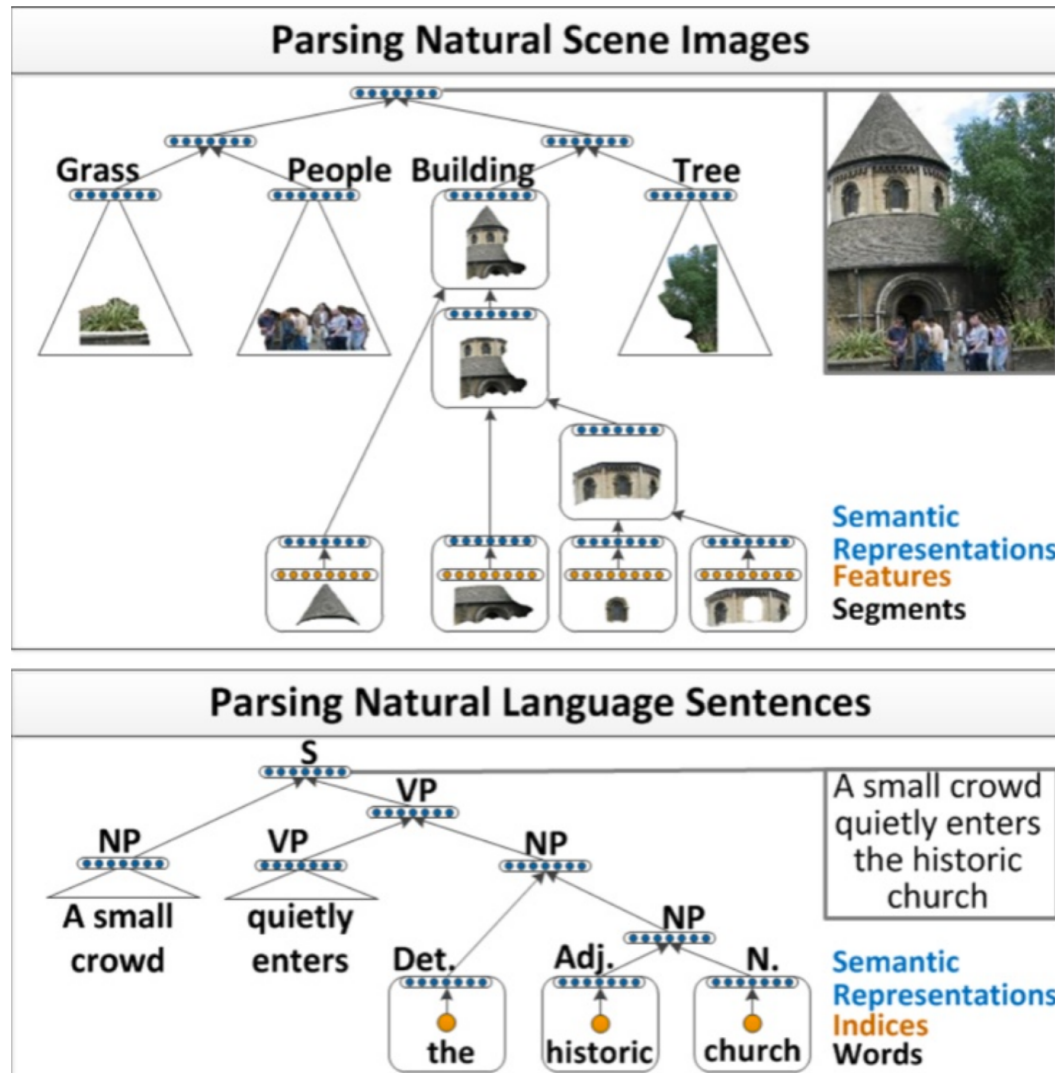 Parsing Natural Scene Images
Grass People Building Tree
Semantic
Representations
Features
Segments
Parsing Natural Language Sentences
S
VP
NP VP NP
A small
crowd
quietly
enters
NP
Det. Adj. N.
the historic church
A small crowd
quietly enters
the historic
church
Semantic
Representations
Indices
Words